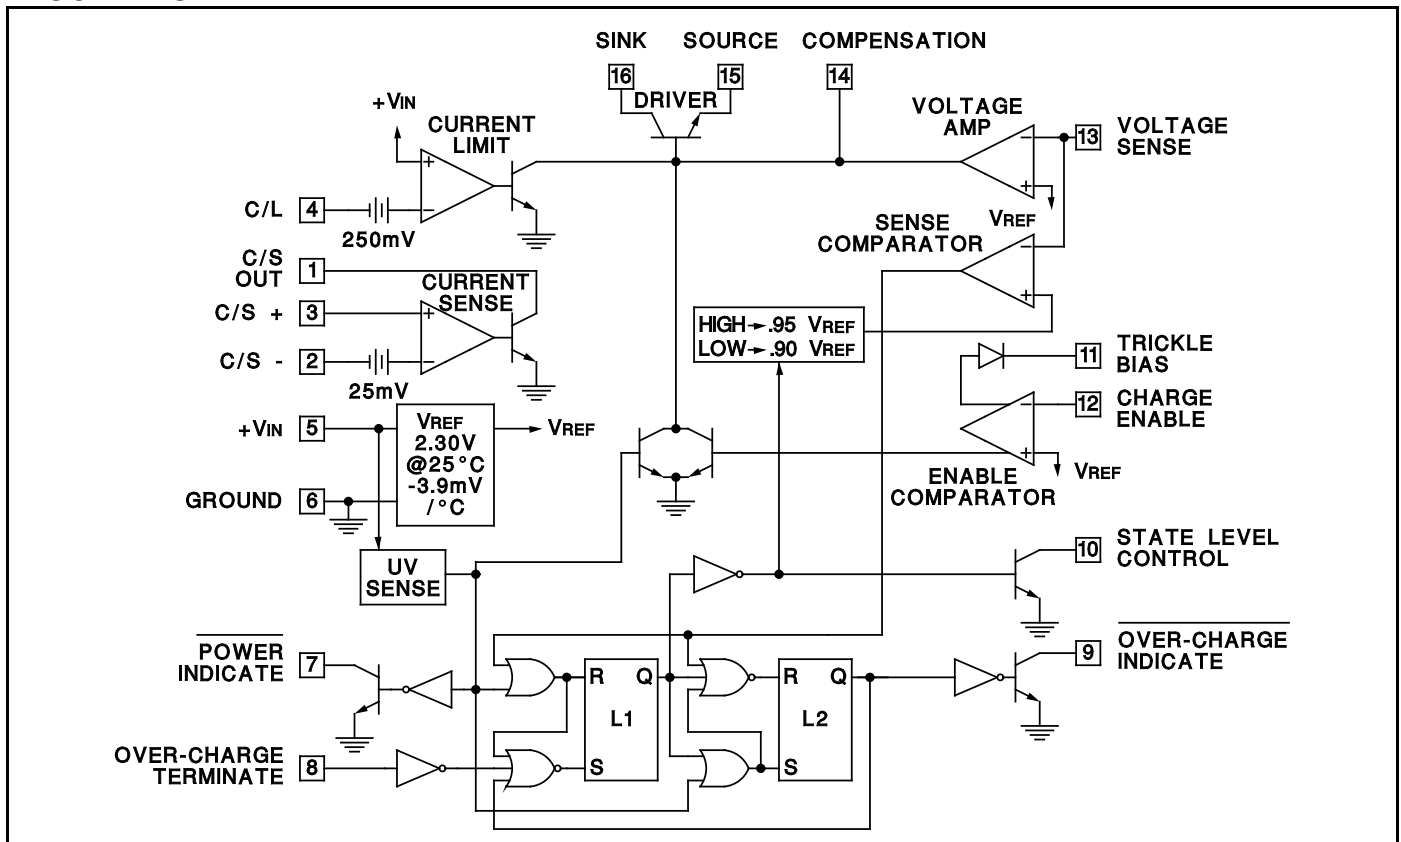 SINK SOURCE COMPENSATION
16 15 14
DRIVER
+VIN
CURRENT
LIMIT
+
−
C/L 4
250mV
VOLTAGE
AMP
−
+
13 VOLTAGE
SENSE
VREF
C/S
OUT 1
CURRENT
SENSE
C/S + 3
+
C/S - 2
−
25mV
SENSE
COMPARATOR
−
+
HIGH→.95 VREF
LOW→.90 VREF
11 TRICKLE
BIAS
12 CHARGE
ENABLE
−
+
VREF
ENABLE
COMPARATOR
+VIN 5
VREF
2.30V
@25°C
-3.9mV
/°C
VREF
GROUND 6
UV
SENSE
10 STATE LEVEL
CONTROL
POWER
INDICATE 7
R Q
L1
S
R Q
L2
S
9 OVER-CHARGE
INDICATE
OVER-CHARGE
TERMINATE 8